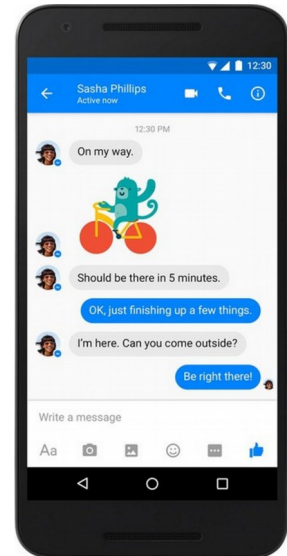 12:30
Sasha Phillips
Active now
12:30 PM
On my way.
Should be there in 5 minutes.
OK, just finishing up a few things.
I'm here. Can you come outside?
Be right there!
Write a message
Aa